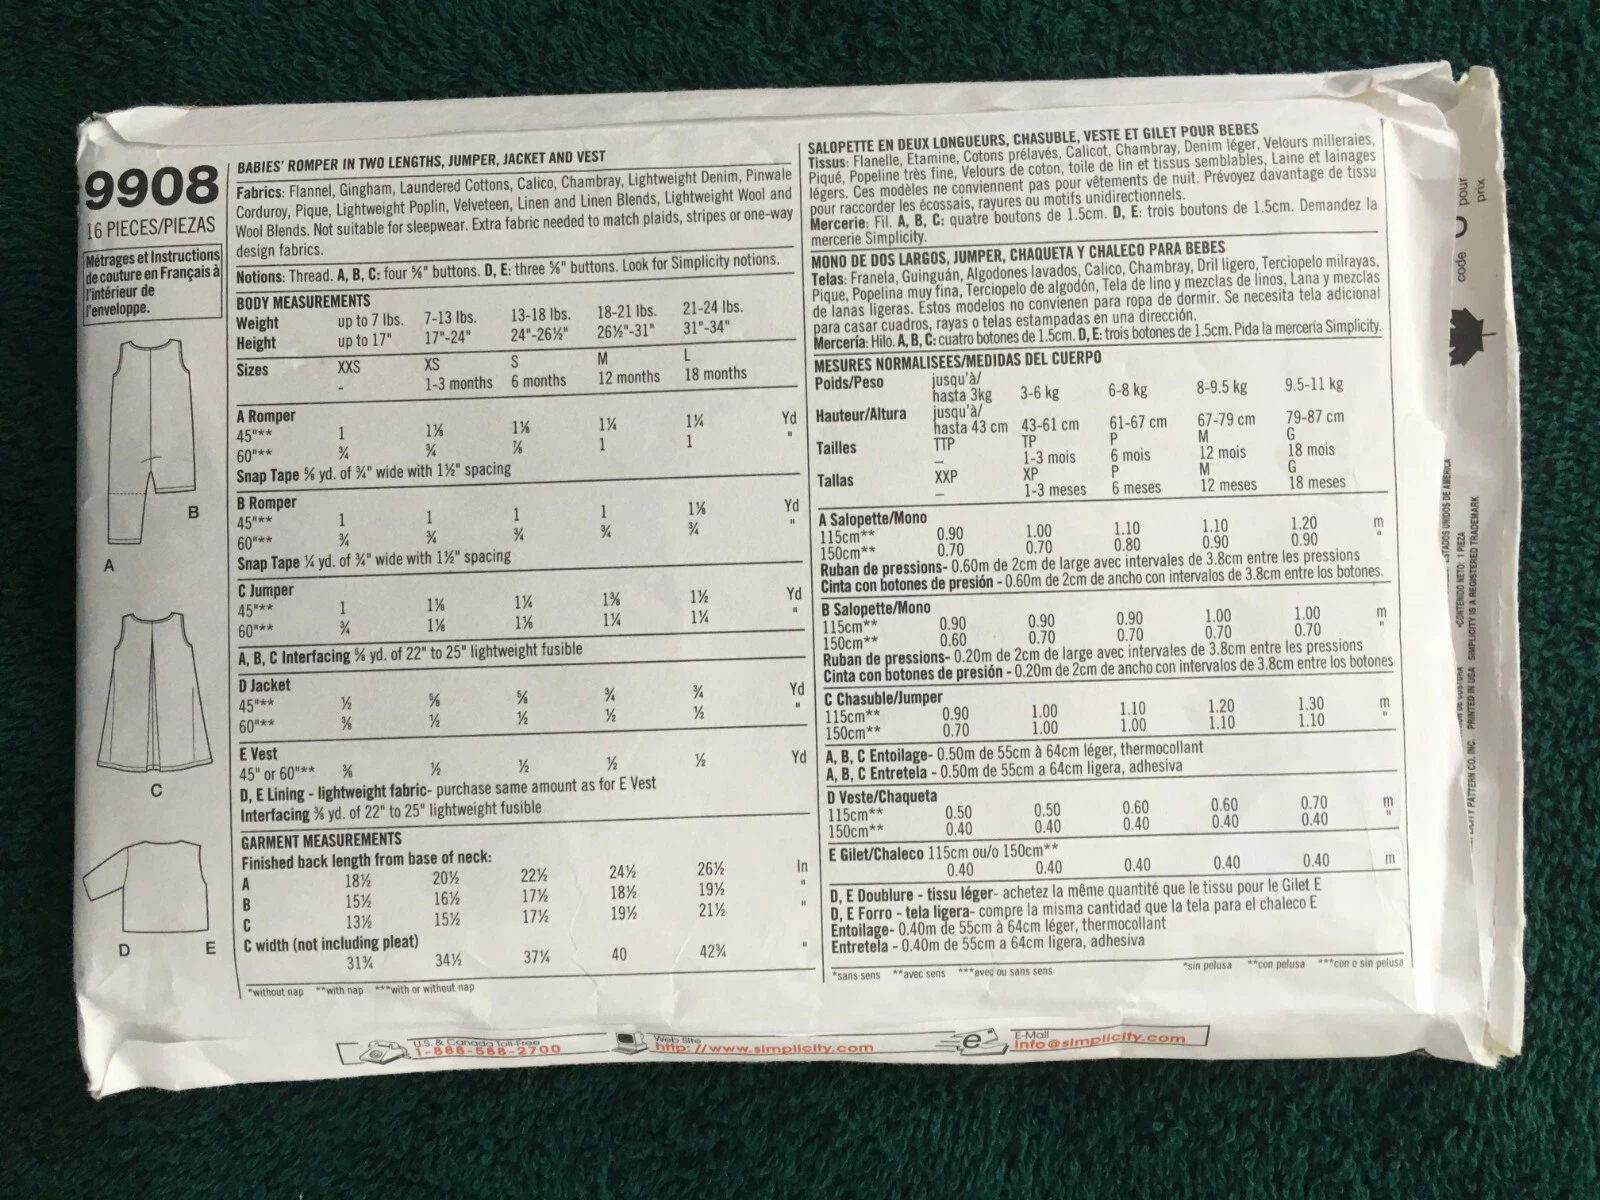 9908
16 PIECES/PIEZAS
Métrages et Instructions
de couture en Français à
l'intérieur de
l'enveloppe.
B
A
C
D
E
BABIES' ROMPER IN TWO LENGTHS, JUMPER, JACKET AND VEST
Fabrics: Flannel, Gingham, Laundered Cottons, Calico, Chambray, Lightweight Denim, Pinwale
Corduroy, Pique, Lightweight Poplin, Velveteen, Linen and Linen Blends, Lightweight Wool and
Wool Blends. Not suitable for sleepwear. Extra fabric needed to match plaids, stripes or one-way
design fabrics.
Notions: Thread. A, B, C: four ⅝" buttons. D, E: three ⅝" buttons. Look for Simplicity notions.
BODY MEASUREMENTS
Weight up to 7 lbs. 7-13 lbs. 13-18 lbs. 18-21 lbs. 21-24 lbs.
Height up to 17" 17"-24" 24"-26½" 26½"-31" 31"-34"
Sizes XXS XS S M L
- 1-3 months 6 months 12 months 18 months
A Romper
45"** 1 1⅛ 1⅛ 1¼ 1¼ Yd
60"** ¾ ¾ ⅞ 1 1 "
Snap Tape ⅝ yd. of ¾" wide with 1½" spacing
B Romper
45"** 1 1 1 1 1⅛ Yd
60"** ¾ ¾ ¾ ¾ ¾ "
Snap Tape ¼ yd. of ¾" wide with 1½" spacing
C Jumper
45"** 1 1⅛ 1¼ 1⅜ 1½ Yd
60"** ¾ 1⅛ 1⅛ 1¼ 1¼ "
A, B, C Interfacing ⅝ yd. of 22" to 25" lightweight fusible
D Jacket
45"** ½ ⅝ ⅝ ¾ ¾ Yd
60"** ⅜ ½ ½ ½ ½ "
E Vest
45" or 60"** ⅜ ½ ½ ½ ½ Yd
D, E Lining - lightweight fabric- purchase same amount as for E Vest
Interfacing ⅜ yd. of 22" to 25" lightweight fusible
GARMENT MEASUREMENTS
Finished back length from base of neck:
A 18½ 20½ 22½ 24½ 26½ In
B 15½ 16½ 17½ 18½ 19½ "
C 13½ 15½ 17½ 19½ 21½ "
C width (not including pleat)
31¾ 34½ 37¼ 40 42¾ "
*without nap **with nap ***with or without nap
SALOPETTE EN DEUX LONGUEURS, CHASUBLE, VESTE ET GILET POUR BEBES
Tissus: Flanelle, Etamine, Cotons prélavés, Calicot, Chambray, Denim léger, Velours milleraies,
Piqué, Popeline très fine, Velours de coton, toile de lin et tissus semblables, Laine et lainages
légers. Ces modèles ne conviennent pas pour vêtements de nuit. Prévoyez davantage de tissu
pour raccorder les écossais, rayures ou motifs unidirectionnels.
Mercerie: Fil. A, B, C: quatre boutons de 1.5cm. D, E: trois boutons de 1.5cm. Demandez la
mercerie Simplicity.
MONO DE DOS LARGOS, JUMPER, CHAQUETA Y CHALECO PARA BEBES
Telas: Franela, Guinguán, Algodones lavados, Calico, Chambray, Dril ligero, Terciopelo milrayas,
Pique, Popelina muy fina, Terciopelo de algodón, Tela de lino y mezclas de linos, Lana y mezclas
de lanas ligeras. Estos modelos no convienen para ropa de dormir. Se necesita tela adicional
para casar cuadros, rayas o telas estampadas en una dirección.
Mercería: Hilo. A, B, C: cuatro botones de 1.5cm. D, E: trois botones de 1.5cm. Pida la mercería Simplicity.
MESURES NORMALISEES/MEDIDAS DEL CUERPO
Poids/Peso jusqu'à/
hasta 3kg 3-6 kg 6-8 kg 8-9.5 kg 9.5-11 kg
Hauteur/Altura jusqu'à/
hasta 43 cm 43-61 cm 61-67 cm 67-79 cm 79-87 cm
Tailles TTP TP P M G
- 1-3 mois 6 mois 12 mois 18 mois
Tallas XXP XP P M G
- 1-3 meses 6 meses 12 meses 18 meses
A Salopette/Mono
115cm** 0.90 1.00 1.10 1.10 1.20 m
150cm** 0.70 0.70 0.80 0.90 0.90 "
Ruban de pressions- 0.60m de 2cm de large avec intervales de 3.8cm entre les pressions
Cinta con botones de presión - 0.60m de 2cm de ancho con intervalos de 3.8cm entre los botones.
B Salopette/Mono
115cm** 0.90 0.90 0.90 1.00 1.00 m
150cm** 0.60 0.70 0.70 0.70 0.70 "
Ruban de pressions- 0.20m de 2cm de large avec intervales de 3.8cm entre les pressions
Cinta con botones de presión - 0.20m de 2cm de ancho con intervalos de 3.8cm entre los botones
C Chasuble/Jumper
115cm** 0.90 1.00 1.10 1.20 1.30 m
150cm** 0.70 1.00 1.00 1.10 1.10 "
A, B, C Entoilage- 0.50m de 55cm à 64cm léger, thermocollant
A, B, C Entretela - 0.50m de 55cm a 64cm ligera, adhesiva
D Veste/Chaqueta
115cm** 0.50 0.50 0.60 0.60 0.70 m
150cm** 0.40 0.40 0.40 0.40 0.40 "
E Gilet/Chaleco 115cm ou/o 150cm**
0.40 0.40 0.40 0.40 0.40 m
D, E Doublure - tissu léger- achetez la même quantité que le tissu pour le Gilet E
D, E Forro - tela ligera- compre la misma cantidad que la tela para el chaleco E
Entoilage- 0.40m de 55cm à 64cm léger, thermocollant
Entretela - 0.40m de 55cm a 64cm ligera, adhesiva
*sans sens **avec sens ***avec ou sans sens
*sin pelusa **con pelusa ***con o sin pelusa
code
pour
prix
ESTADOS UNIDOS DE AMERICA
•CONTENIDO NETO: 1 PIEZA
PATTERN CO. INC. PRINTED IN USA SIMPLICITY IS A REGISTERED TRADEMARK
U.S. & Canada Toll-Free
1-888-588-2700
Web Site
http://www.simplicity.com
E-Mail
info@simplicity.com